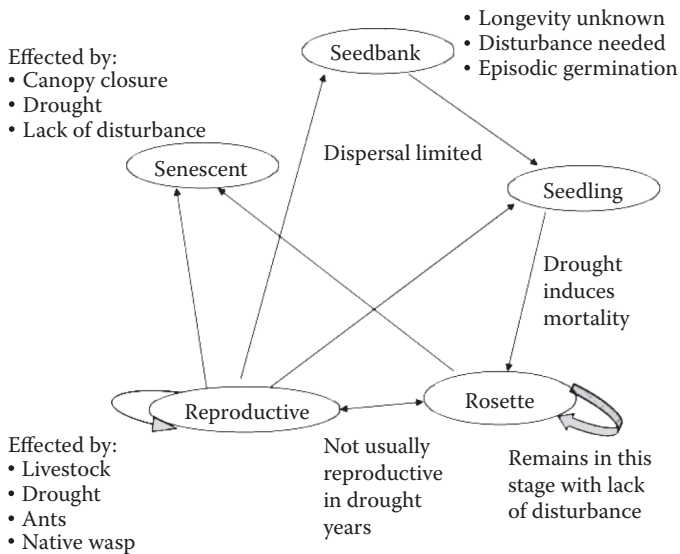 Effected by:
• Canopy closure
• Drought
• Lack of disturbance
Seedbank
• Longevity unknown
• Disturbance needed
• Episodic germination
Senescent
Dispersal limited
Seedling
Drought
induces
mortality
Reproductive
Rosette
Effected by:
• Livestock
• Drought
• Ants
• Native wasp
Not usually
reproductive
in drought
years
Remains in this
stage with lack
of disturbance